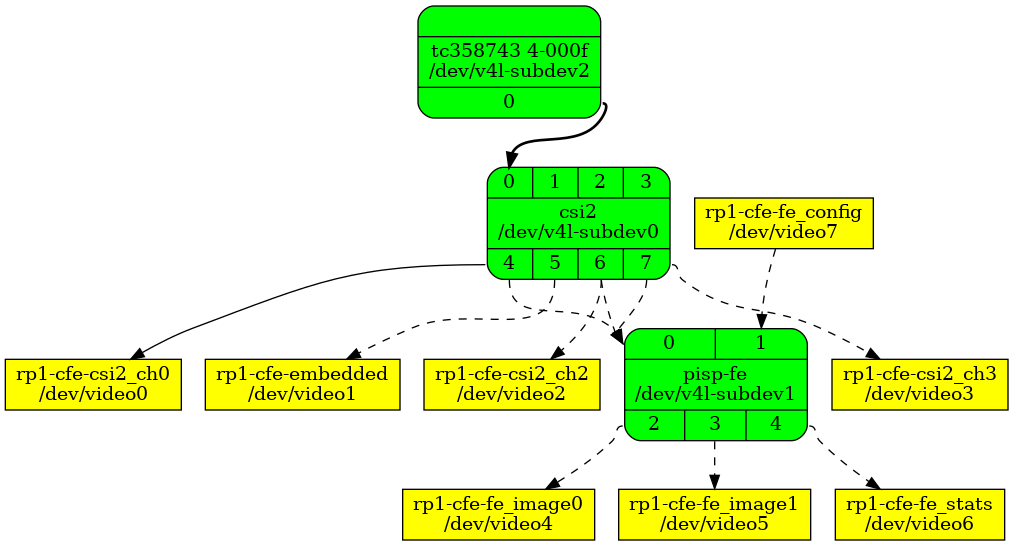 tc358743 4-000f
/dev/v4l-subdev2
0
0 1 2 3
csi2
/dev/v4l-subdev0
4 5 6 7
rp1-cfe-fe_config
/dev/video7
rp1-cfe-csi2_ch0
/dev/video0
rp1-cfe-embedded
/dev/video1
rp1-cfe-csi2_ch2
/dev/video2
0 1
pisp-fe
/dev/v4l-subdev1
2 3 4
rp1-cfe-csi2_ch3
/dev/video3
rp1-cfe-fe_image0
/dev/video4
rp1-cfe-fe_image1
/dev/video5
rp1-cfe-fe_stats
/dev/video6